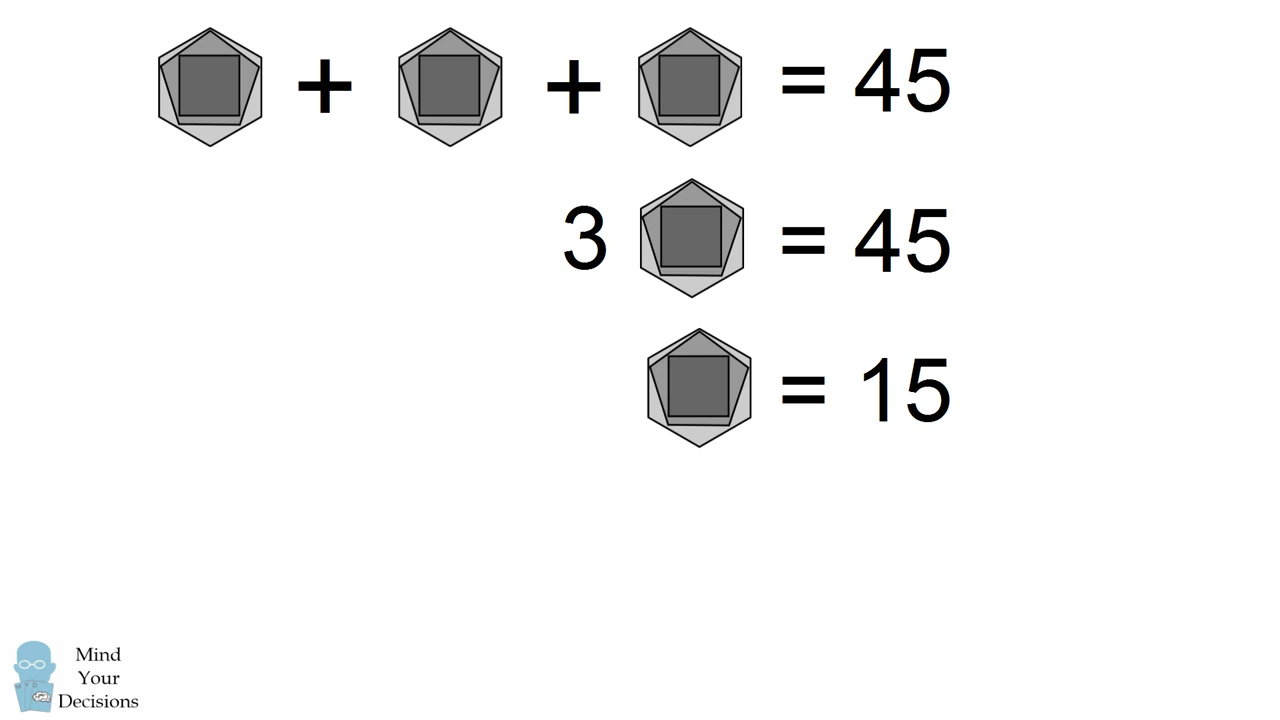 + + = 45
3 = 45
= 15
Mind
Your
Decisions